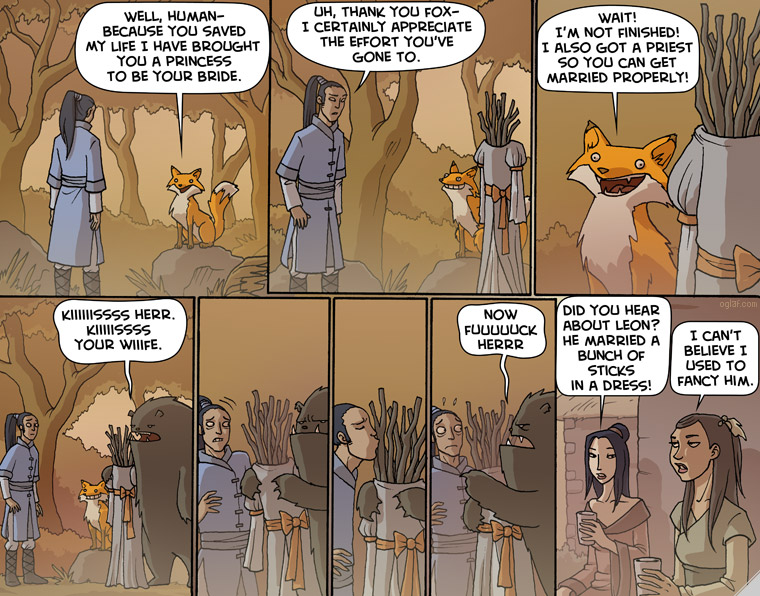 WELL, HUMAN-
BECAUSE YOU SAVED
MY LIFE I HAVE BROUGHT
YOU A PRINCESS
TO BE YOUR BRIDE.
UH, THANK YOU FOX-
I CERTAINLY APPRECIATE
THE EFFORT YOU'VE
GONE TO.
WAIT!
I'M NOT FINISHED!
I ALSO GOT A PRIEST
SO YOU CAN GET
MARRIED PROPERLY!
oglaf.com
KIIIIISSSS HERR.
KIIIIISSSS
YOUR WIIIFE.
NOW
FUUUUUCK
HERRR
DID YOU HEAR
ABOUT LEON?
HE MARRIED A
BUNCH OF
STICKS
IN A DRESS!
I CAN'T
BELIEVE I
USED TO
FANCY HIM.